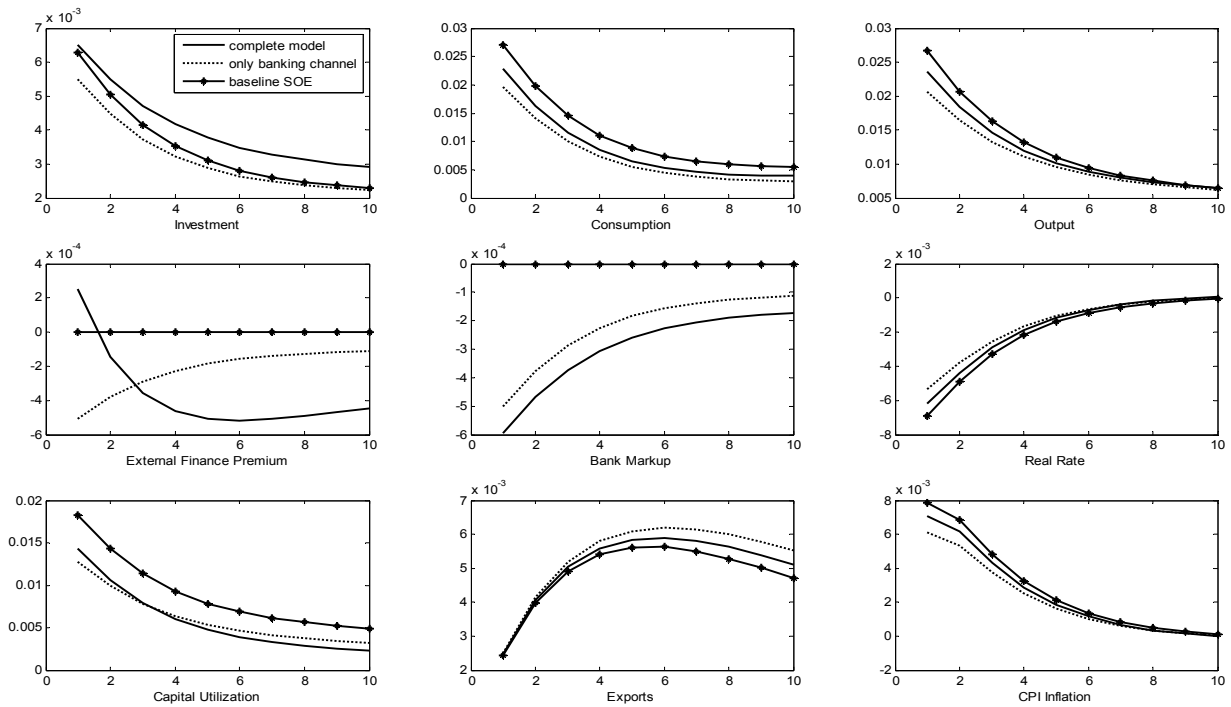 x 10^-3
7
6
5
4
3
2
0 2 4 6 8 10
Investment
complete model
only banking channel
baseline SOE
0.03
0.025
0.02
0.015
0.01
0.005
0
0 2 4 6 8 10
Consumption
0.03
0.025
0.02
0.015
0.01
0.005
0 2 4 6 8 10
Output
x 10^-4
4
2
0
-2
-4
-6
0 2 4 6 8 10
External Finance Premium
x 10^-4
0
-1
-2
-3
-4
-5
-6
0 2 4 6 8 10
Bank Markup
x 10^-3
2
0
-2
-4
-6
-8
0 2 4 6 8 10
Real Rate
0.02
0.015
0.01
0.005
0
0 2 4 6 8 10
Capital Utilization
x 10^-3
7
6
5
4
3
2
0 2 4 6 8 10
Exports
x 10^-3
8
6
4
2
0
-2
0 2 4 6 8 10
CPI Inflation